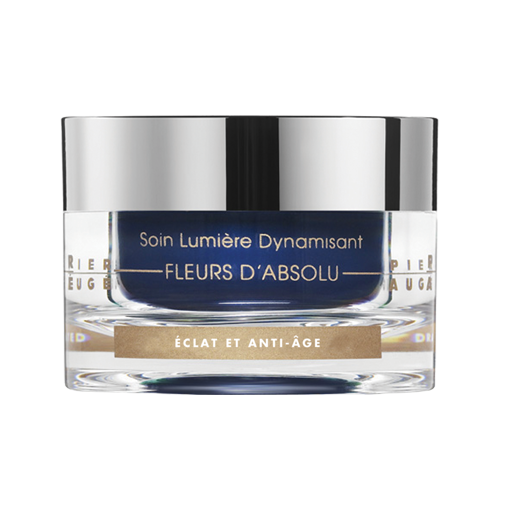 Soin Lumière Dynamisant
FLEURS D'ABSOLU
ÉCLAT ET ANTI-ÂGE